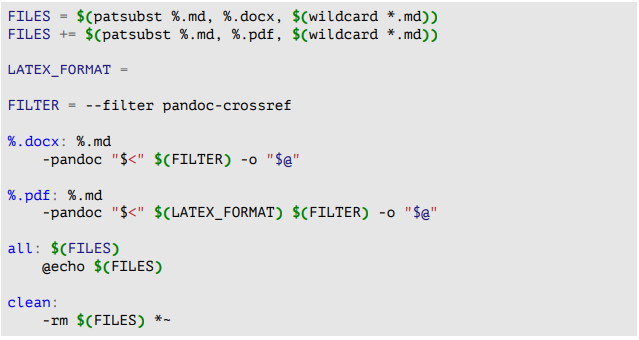 FILES = $(patsubst %.md, %.docx, $(wildcard *.md))
FILES += $(patsubst %.md, %.pdf, $(wildcard *.md))
LATEX_FORMAT =
FILTER = --filter pandoc-crossref
%.docx: %.md
-pandoc "$<" $(FILTER) -o "$@"
%.pdf: %.md
-pandoc "$<" $(LATEX_FORMAT) $(FILTER) -o "$@"
all: $(FILES)
@echo $(FILES)
clean:
-rm $(FILES) *~